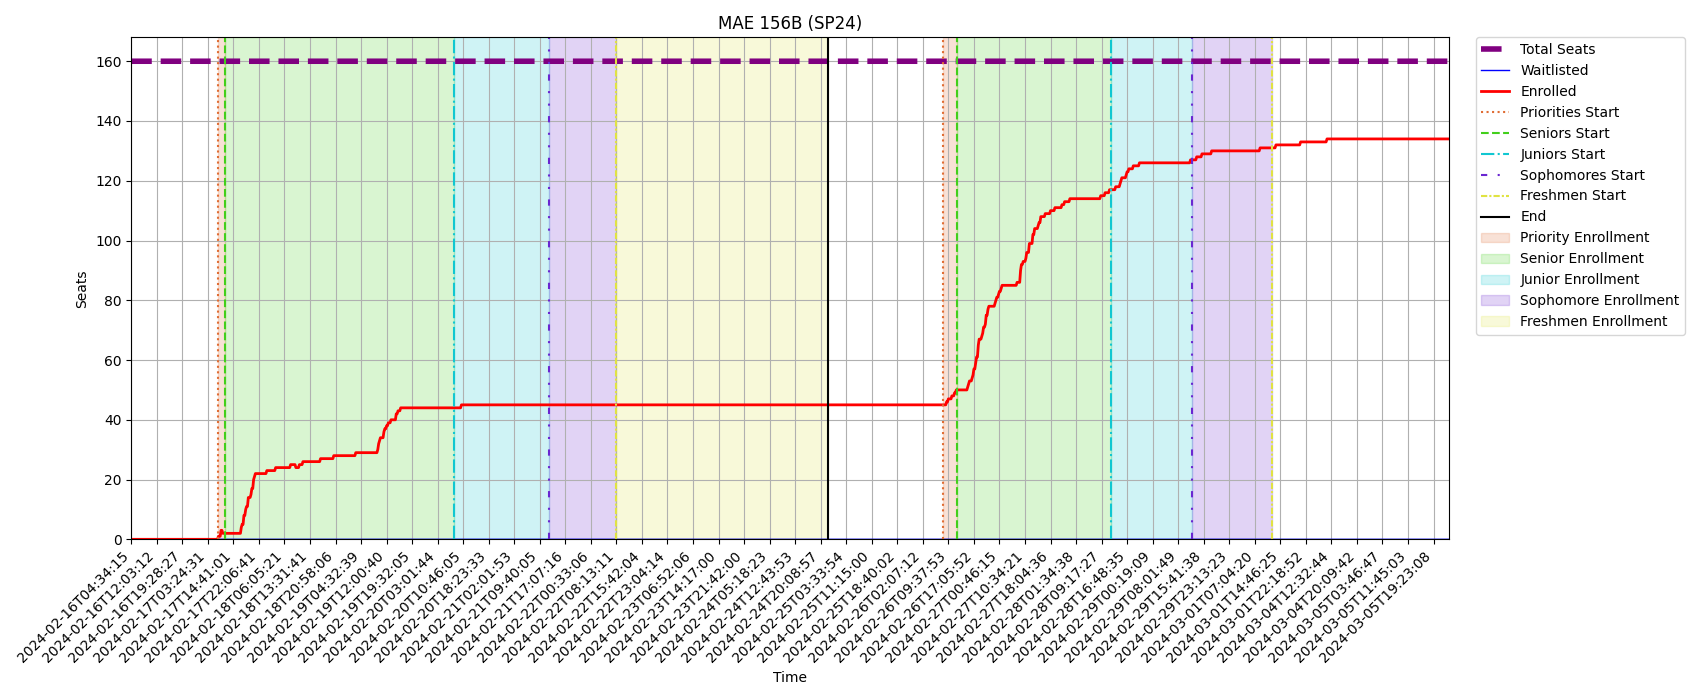 MAE 156B (SP24)
Seats
160
140
120
100
80
60
40
20
0
2024-02-16T04:34:15
2024-02-16T12:03:12
2024-02-16T19:28:27
2024-02-17T03:24:31
2024-02-17T14:41:01
2024-02-17T22:06:41
2024-02-18T06:05:21
2024-02-18T13:31:41
2024-02-18T20:58:06
2024-02-19T04:32:39
2024-02-19T12:00:40
2024-02-19T19:32:05
2024-02-20T03:01:44
2024-02-20T10:46:05
2024-02-20T18:23:33
2024-02-21T02:01:53
2024-02-21T09:40:05
2024-02-21T17:07:16
2024-02-22T00:33:06
2024-02-22T08:13:11
2024-02-22T15:42:04
2024-02-22T23:04:14
2024-02-23T06:52:06
2024-02-23T14:17:00
2024-02-23T21:42:00
2024-02-24T05:18:23
2024-02-24T12:43:53
2024-02-24T20:08:57
2024-02-25T03:33:54
2024-02-25T11:15:00
2024-02-25T18:40:02
2024-02-26T02:07:12
2024-02-26T09:37:53
2024-02-26T17:05:52
2024-02-27T00:46:15
2024-02-27T10:34:21
2024-02-27T18:04:36
2024-02-28T01:34:38
2024-02-28T09:17:27
2024-02-28T16:48:35
2024-02-29T00:19:09
2024-02-29T08:01:49
2024-02-29T15:41:38
2024-02-29T23:13:23
2024-03-01T07:04:20
2024-03-01T14:46:25
2024-03-01T22:18:52
2024-03-04T12:32:44
2024-03-04T20:09:42
2024-03-05T03:46:47
2024-03-05T11:45:03
2024-03-05T19:23:08
Time
Total Seats
Waitlisted
Enrolled
Priorities Start
Seniors Start
Juniors Start
Sophomores Start
Freshmen Start
End
Priority Enrollment
Senior Enrollment
Junior Enrollment
Sophomore Enrollment
Freshmen Enrollment